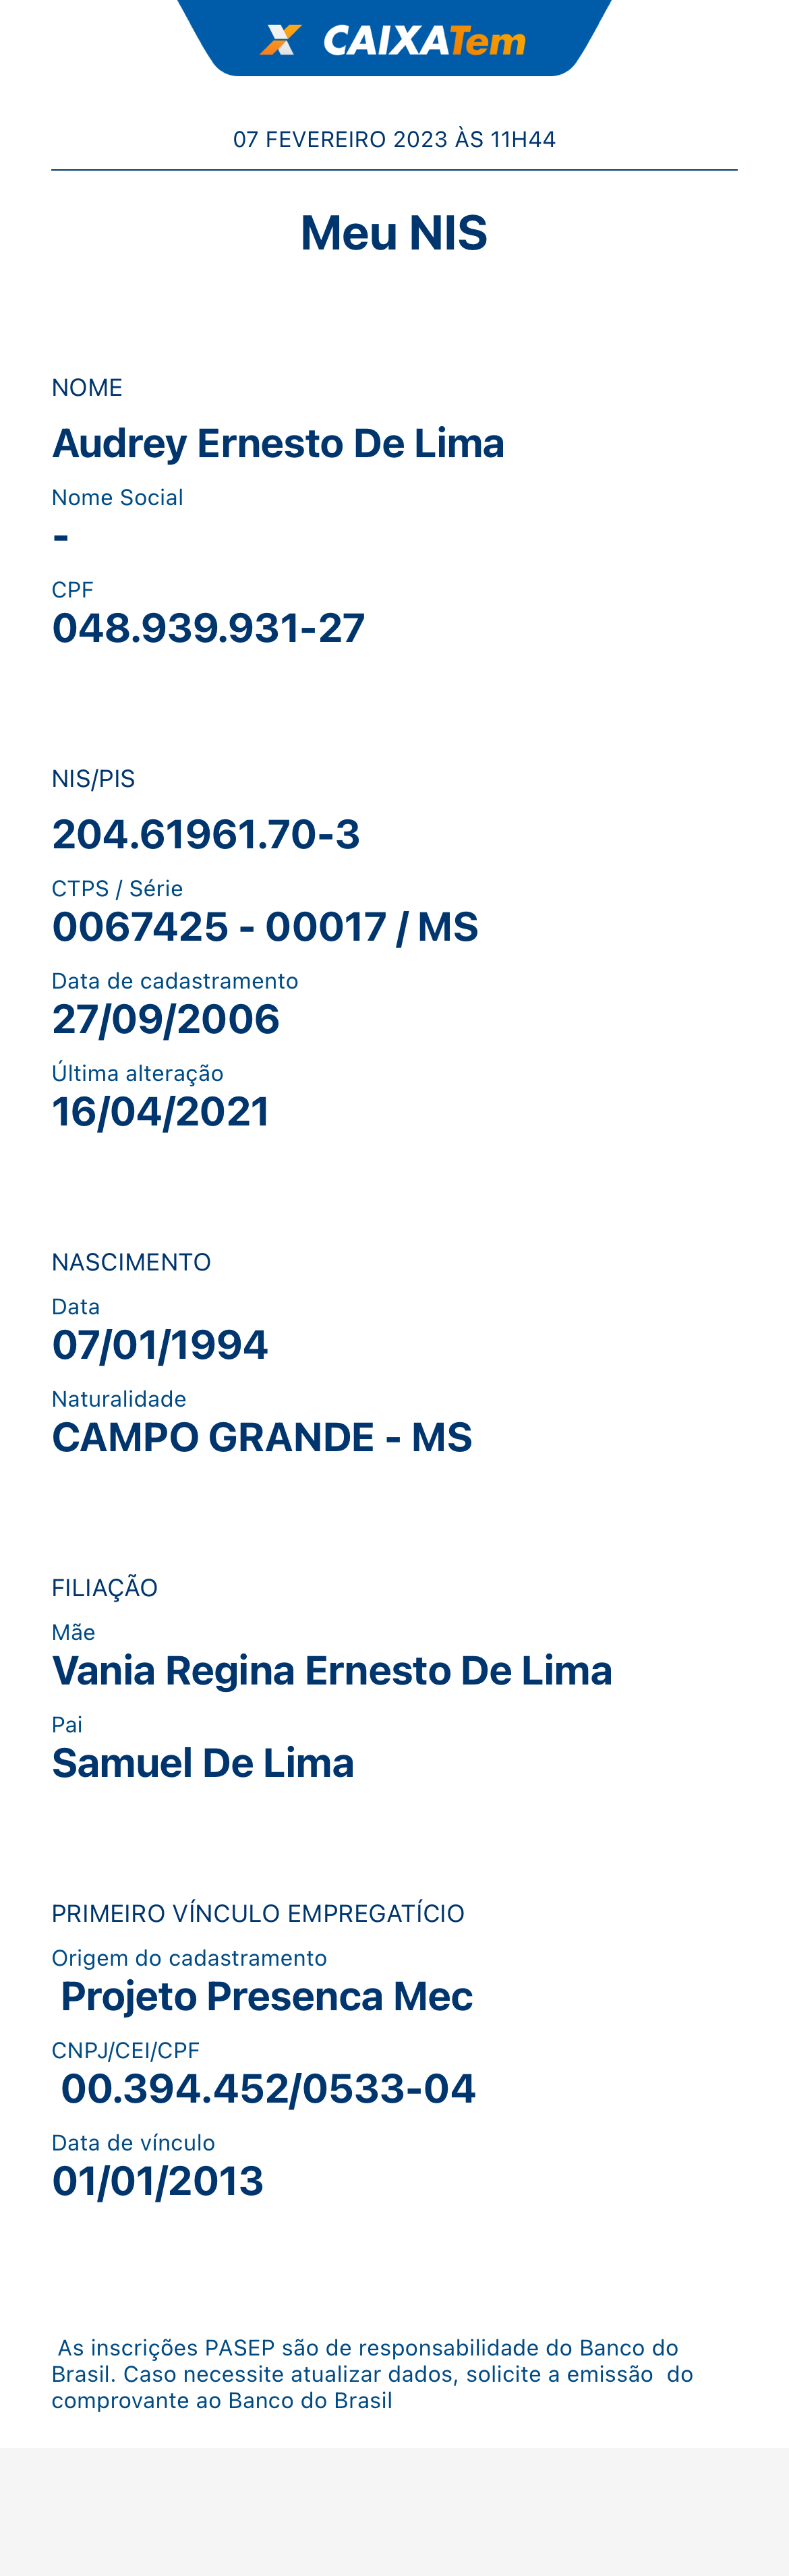 CAIXATem
07 FEVEREIRO 2023 ÀS 11H44
Meu NIS
NOME
Audrey Ernesto De Lima
Nome Social
-
CPF
048.939.931-27
NIS/PIS
204.61961.70-3
CTPS / Série
0067425 - 00017 / MS
Data de cadastramento
27/09/2006
Última alteração
16/04/2021
NASCIMENTO
Data
07/01/1994
Naturalidade
CAMPO GRANDE - MS
FILIAÇÃO
Mãe
Vania Regina Ernesto De Lima
Pai
Samuel De Lima
PRIMEIRO VÍNCULO EMPREGATÍCIO
Origem do cadastramento
Projeto Presenca Mec
CNPJ/CEI/CPF
00.394.452/0533-04
Data de vínculo
01/01/2013
As inscrições PASEP são de responsabilidade do Banco do
Brasil. Caso necessite atualizar dados, solicite a emissão do
comprovante ao Banco do Brasil